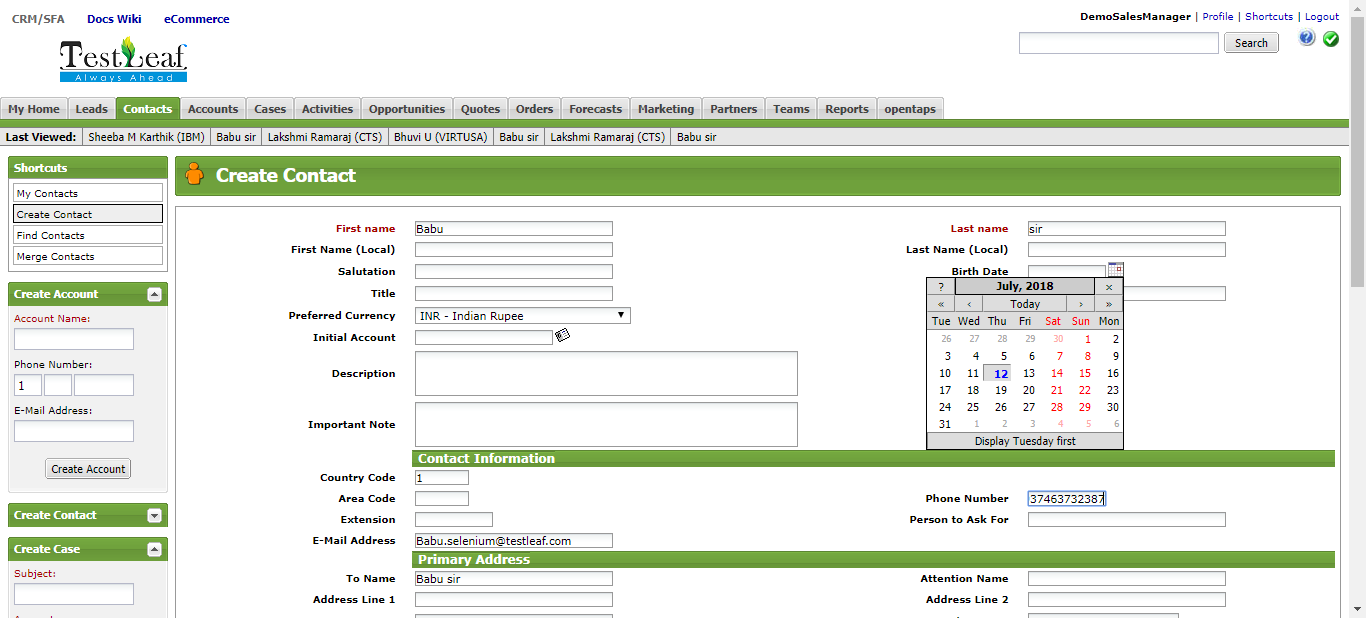 CRM/SFA Docs Wiki eCommerce
DemoSalesManager | Profile | Shortcuts | Logout
TestLeaf
Always Ahead
Search
?
My Home Leads Contacts Accounts Cases Activities Opportunities Quotes Orders Forecasts Marketing Partners Teams Reports opentaps
Last Viewed: Sheeba M Karthik (IBM) Babu sir Lakshmi Ramaraj (CTS) Bhuvi U (VIRTUSA) Babu sir Lakshmi Ramaraj (CTS) Babu sir
Shortcuts
My Contacts
Create Contact
Find Contacts
Merge Contacts
Create Account
Account Name:
Phone Number:
1
E-Mail Address:
Create Account
Create Contact
Create Case
Subject:
Create Contact
First name Babu Last name sir
First Name (Local) Last Name (Local)
Salutation Birth Date
Title
Preferred Currency INR - Indian Rupee
Initial Account
Description
Important Note
? July, 2018 ×
« ‹ Today › »
Tue Wed Thu Fri Sat Sun Mon
26 27 28 29 30 1 2
3 4 5 6 7 8 9
10 11 12 13 14 15 16
17 18 19 20 21 22 23
24 25 26 27 28 29 30
31 1 2 3 4 5 6
Display Tuesday first
Contact Information
Country Code 1
Area Code Phone Number 37463732387
Extension Person to Ask For
E-Mail Address Babu.selenium@testleaf.com
Primary Address
To Name Babu sir Attention Name
Address Line 1 Address Line 2